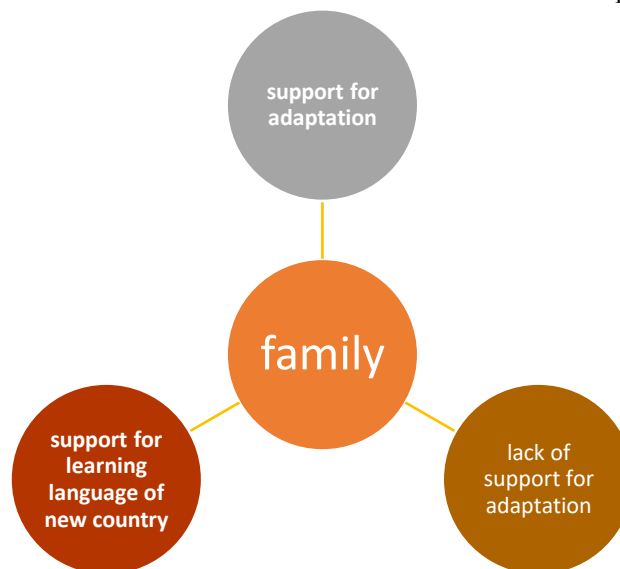 support for
adaptation
family
support for
learning
language of
new country
lack of
support for
adaptation